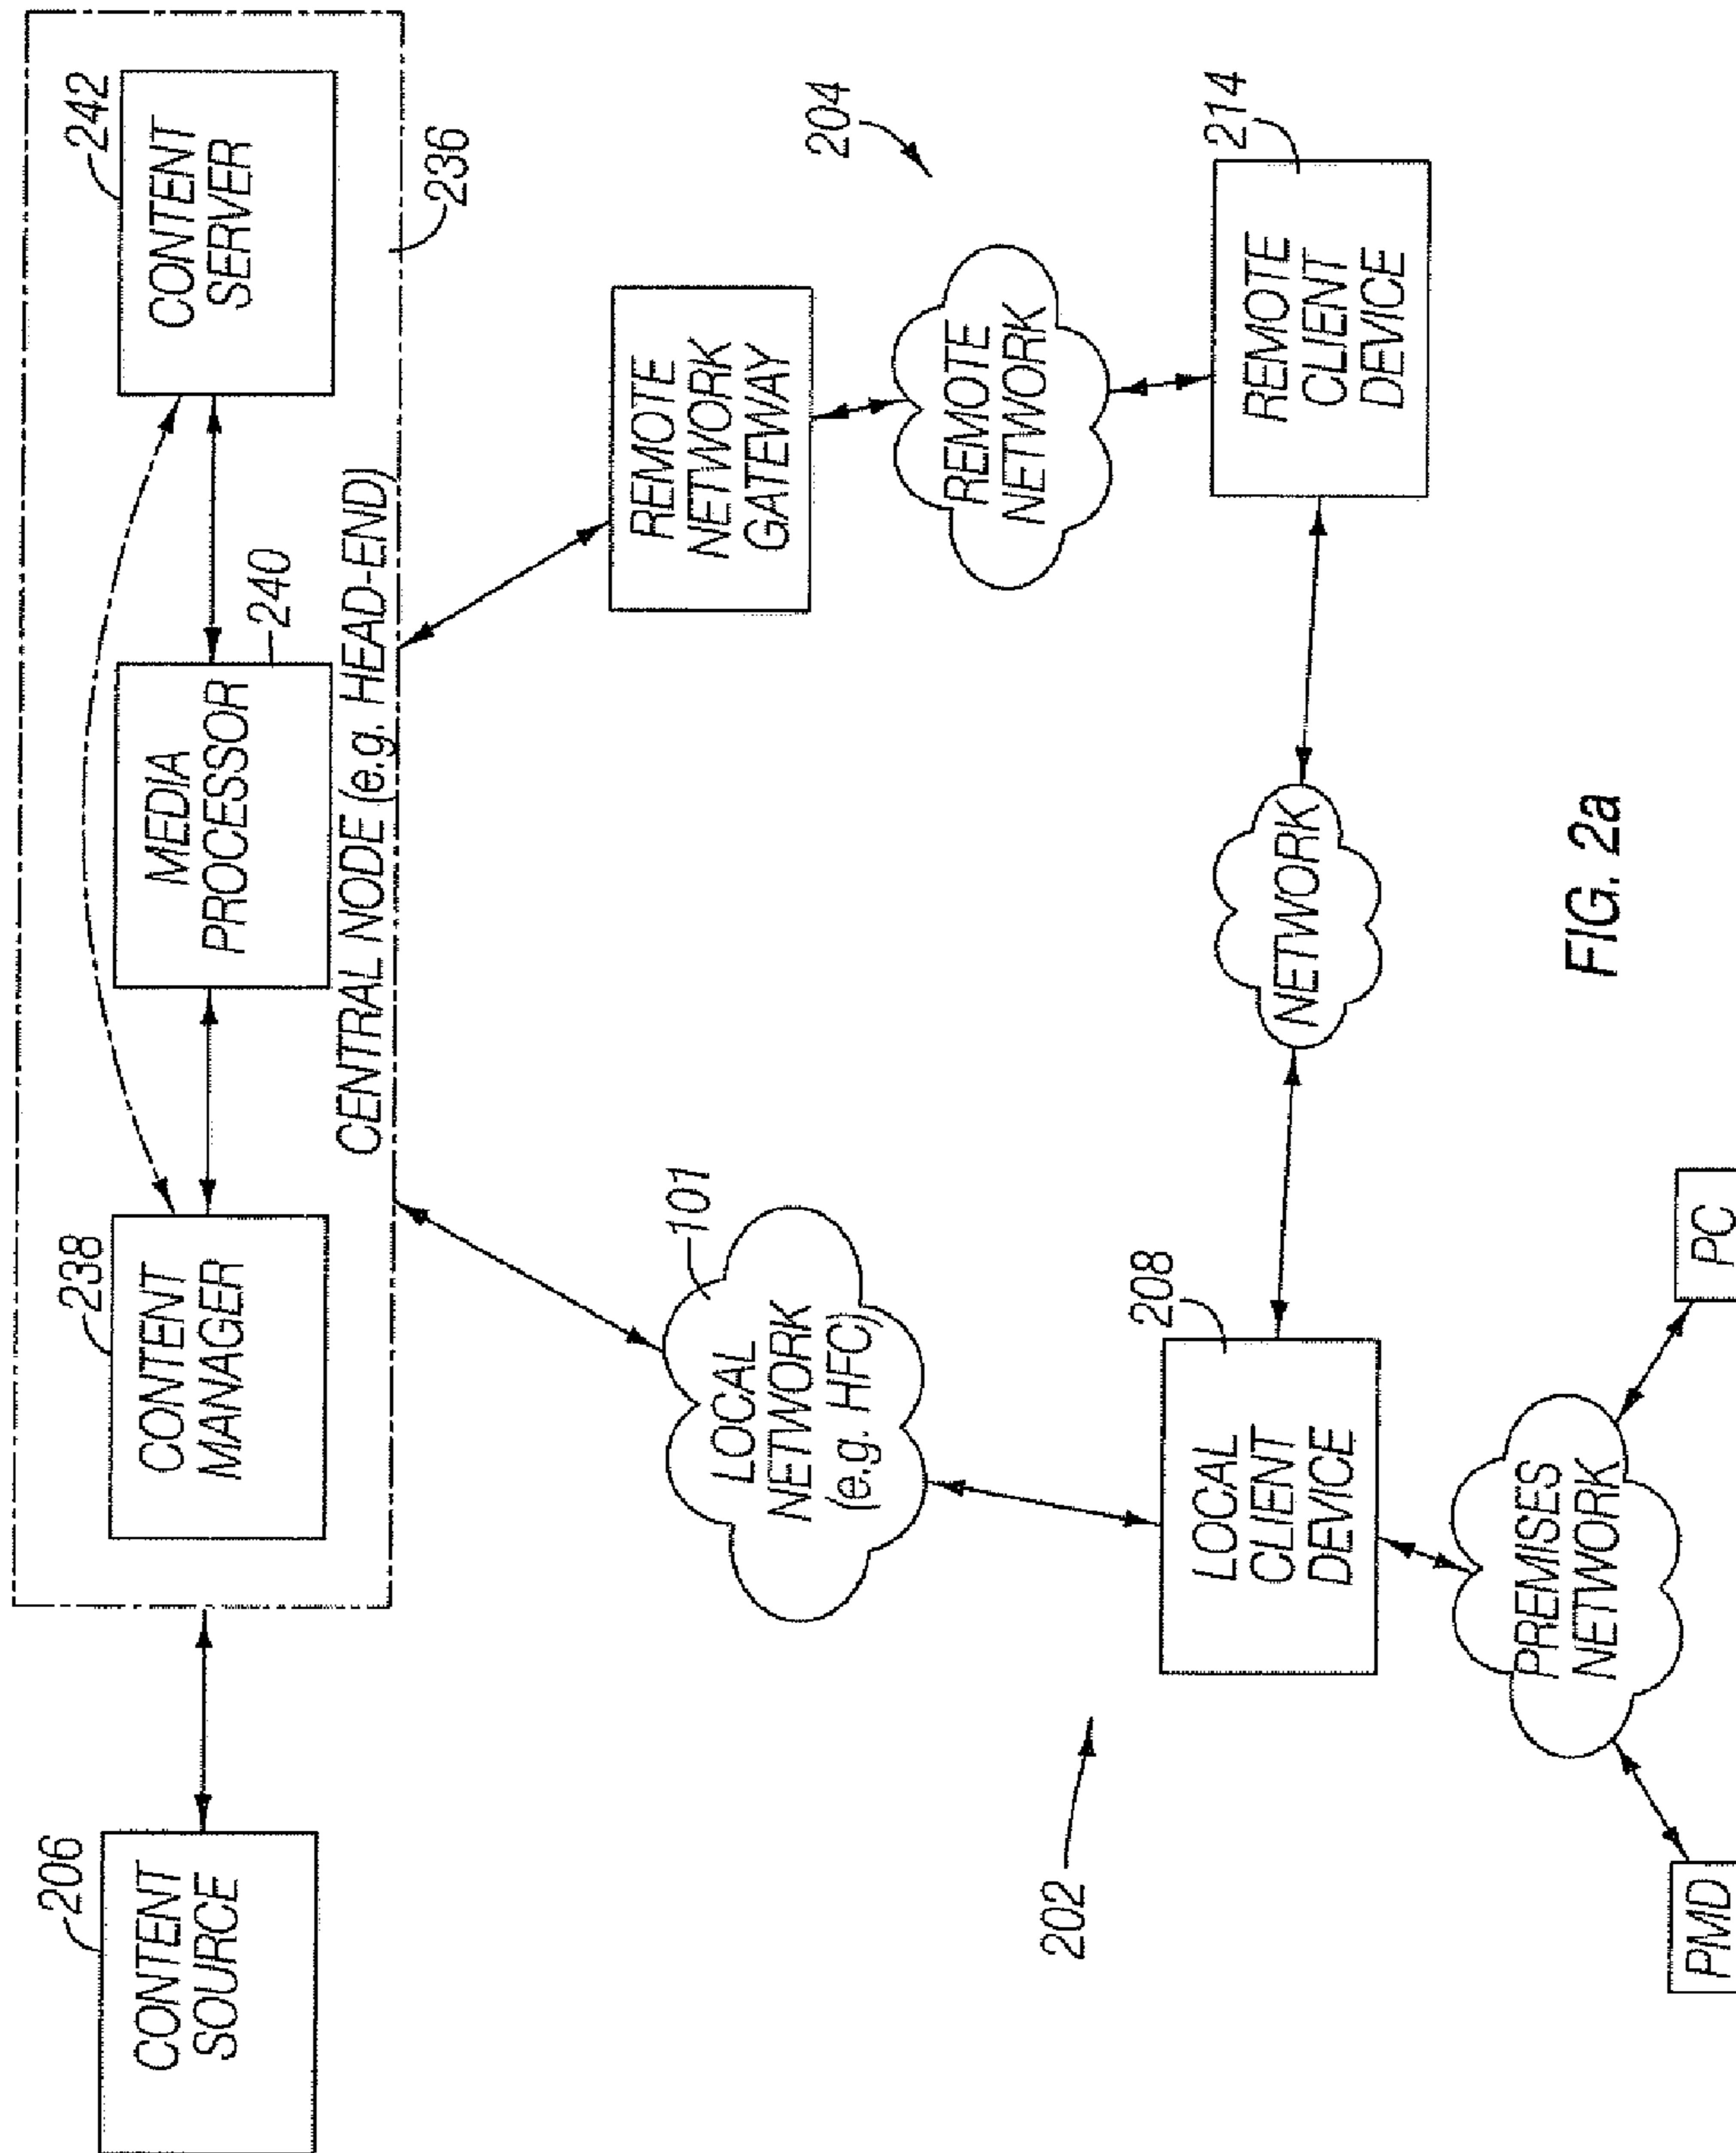 206
CONTENT
SOURCE
238
CONTENT
MANAGER
MEDIA
PROCESSOR
240
242
CONTENT
SERVER
CENTRAL NODE (e.g. HEAD-END)
236
101
LOCAL
NETWORK
(e.g. HFC)
REMOTE
NETWORK
GATEWAY
204
REMOTE
NETWORK
202
208
LOCAL
CLIENT
DEVICE
NETWORK
214
REMOTE
CLIENT
DEVICE
PREMISES
NETWORK
PMD
PC
FIG. 2a